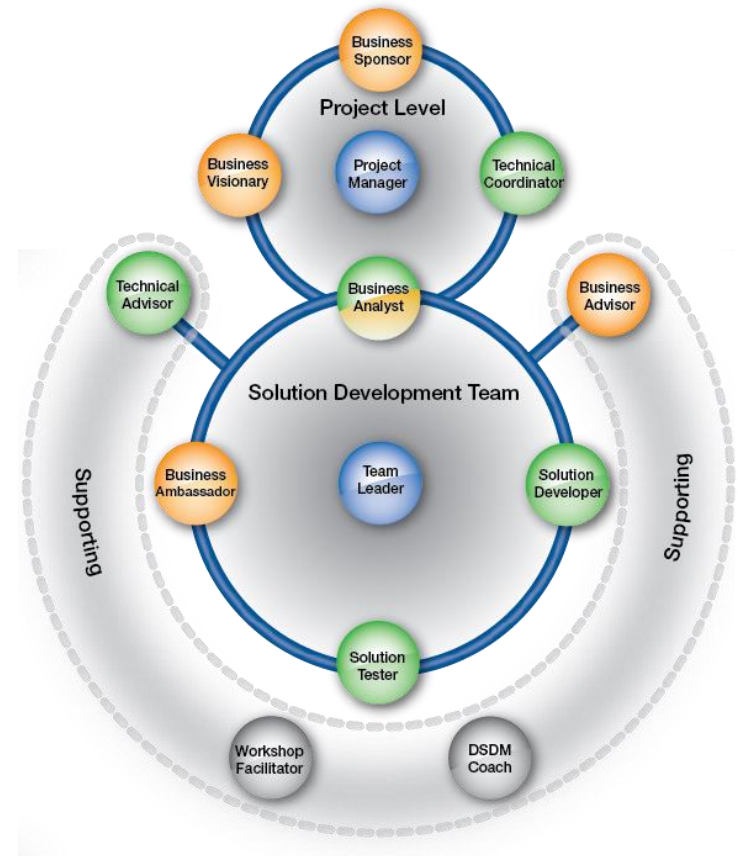 Business
Sponsor
Project Level
Business
Visionary
Project
Manager
Technical
Coordinator
Technical
Advisor
Business
Analyst
Business
Advisor
Solution Development Team
Business
Ambassador
Team
Leader
Solution
Developer
Supporting
Supporting
Solution
Tester
Workshop
Facilitator
DSDM
Coach